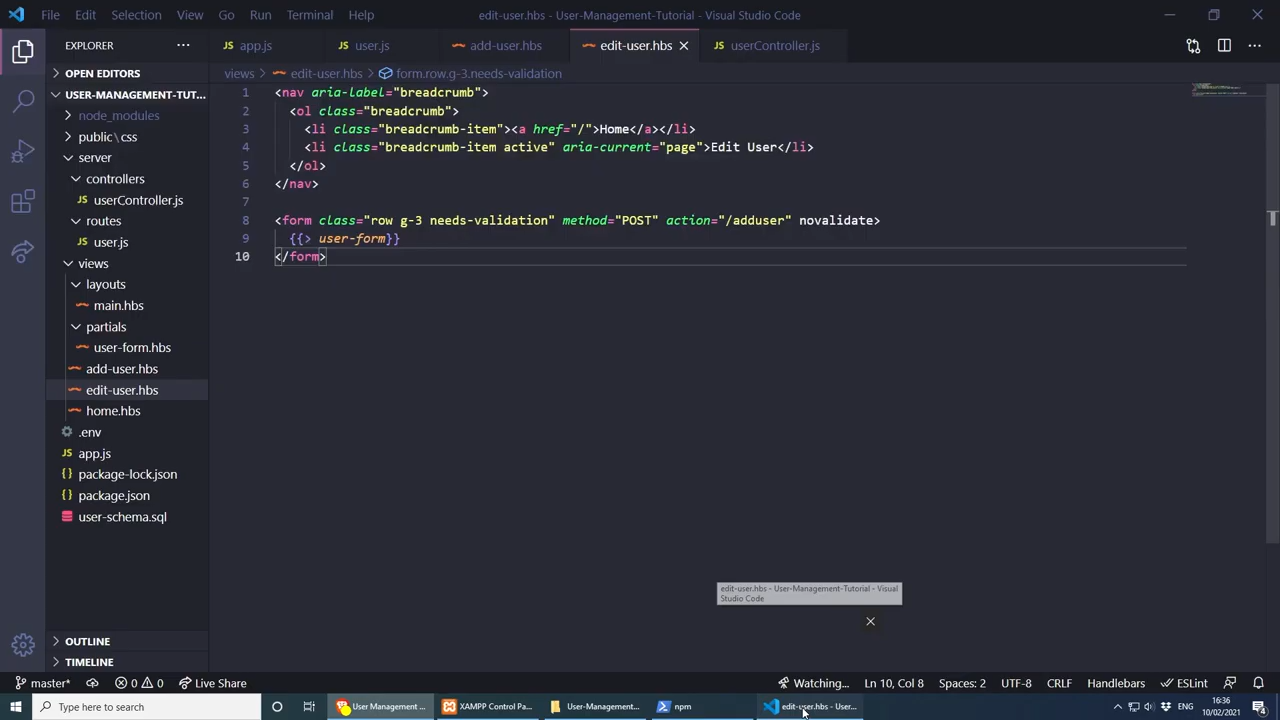 File Edit Selection View Go Run Terminal Help edit-user.hbs - User-Management-Tutorial - Visual Studio Code
EXPLORER
OPEN EDITORS
USER-MANAGEMENT-TUT...
node_modules
public\css
server
controllers
JS userController.js
routes
JS user.js
views
layouts
main.hbs
partials
user-form.hbs
add-user.hbs
edit-user.hbs
home.hbs
.env
JS app.js
{} package-lock.json
{} package.json
user-schema.sql
OUTLINE
TIMELINE
JS app.js JS user.js add-user.hbs edit-user.hbs JS userController.js
views > edit-user.hbs > form.row.g-3.needs-validation
1 <nav aria-label="breadcrumb">
2 <ol class="breadcrumb">
3 <li class="breadcrumb-item"><a href="/">Home</a></li>
4 <li class="breadcrumb-item active" aria-current="page">Edit User</li>
5 </ol>
6 </nav>
7
8 <form class="row g-3 needs-validation" method="POST" action="/adduser" novalidate>
9 {{> user-form}}
10 </form>
edit-user.hbs - User-Management-Tutorial - Visual
Studio Code
master* 0 0 Live Share Watching... Ln 10, Col 8 Spaces: 2 UTF-8 CRLF Handlebars ESLint
Type here to search User Management ... XAMPP Control Pa... User-Management... npm edit-user.hbs - User... ENG 16:36
10/02/2021 4